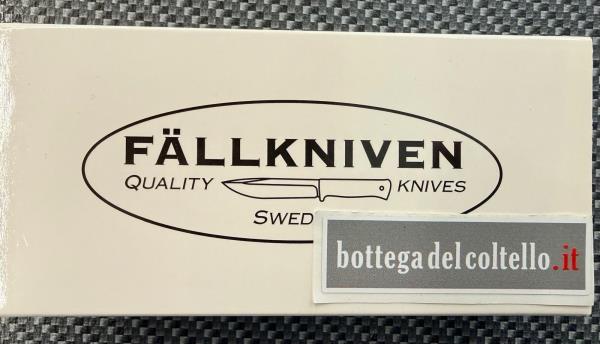 FÄLLKNIVEN
QUALITY KNIVES
SWED
bottega del coltello.it